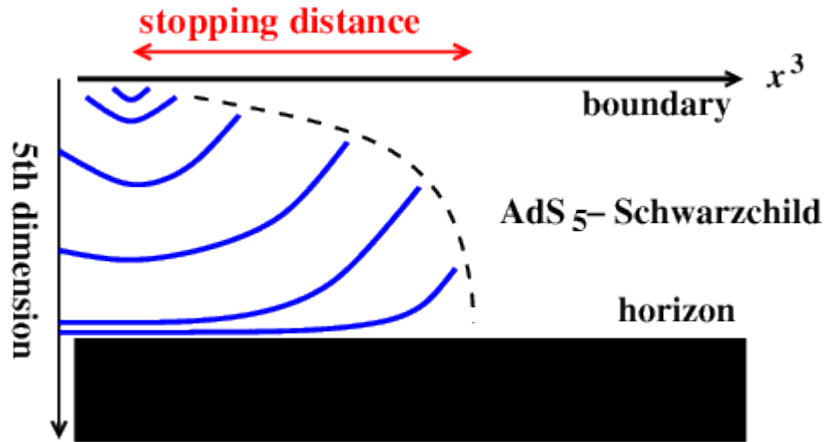 stopping distance
x³
boundary
5th dimension
AdS₅– Schwarzchild
horizon